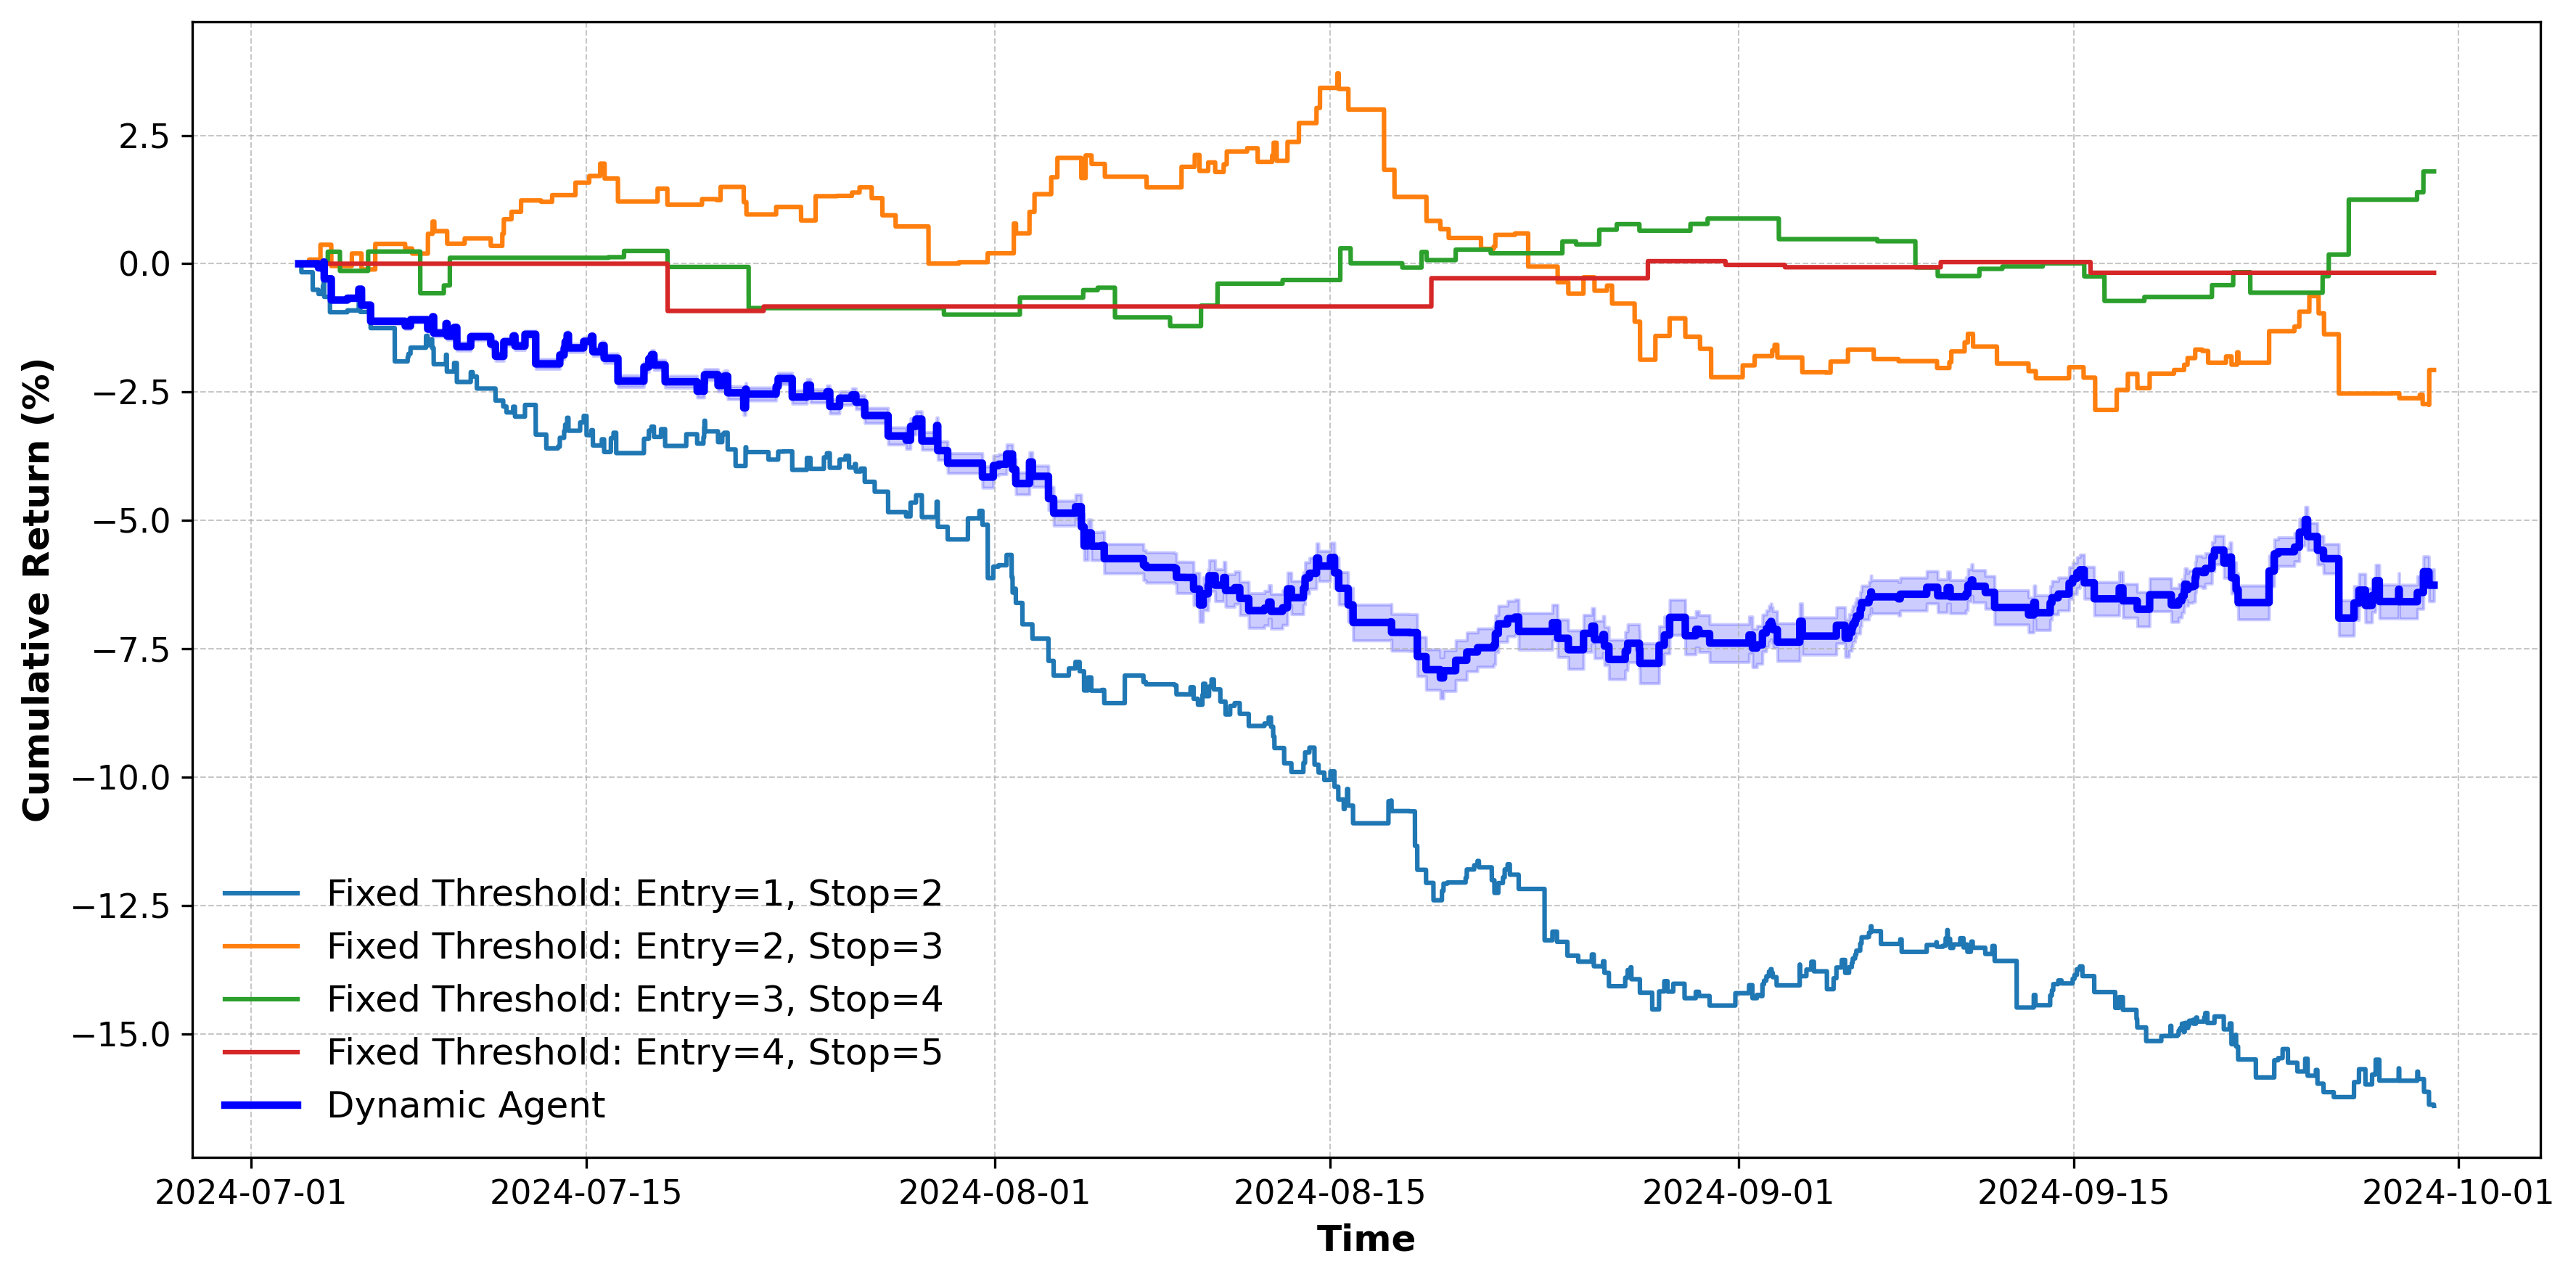 Cumulative Return (%)
2.5
0.0
−2.5
−5.0
−7.5
−10.0
−12.5
−15.0
Fixed Threshold: Entry=1, Stop=2
Fixed Threshold: Entry=2, Stop=3
Fixed Threshold: Entry=3, Stop=4
Fixed Threshold: Entry=4, Stop=5
Dynamic Agent
2024-07-01
2024-07-15
2024-08-01
2024-08-15
2024-09-01
2024-09-15
2024-10-01
Time